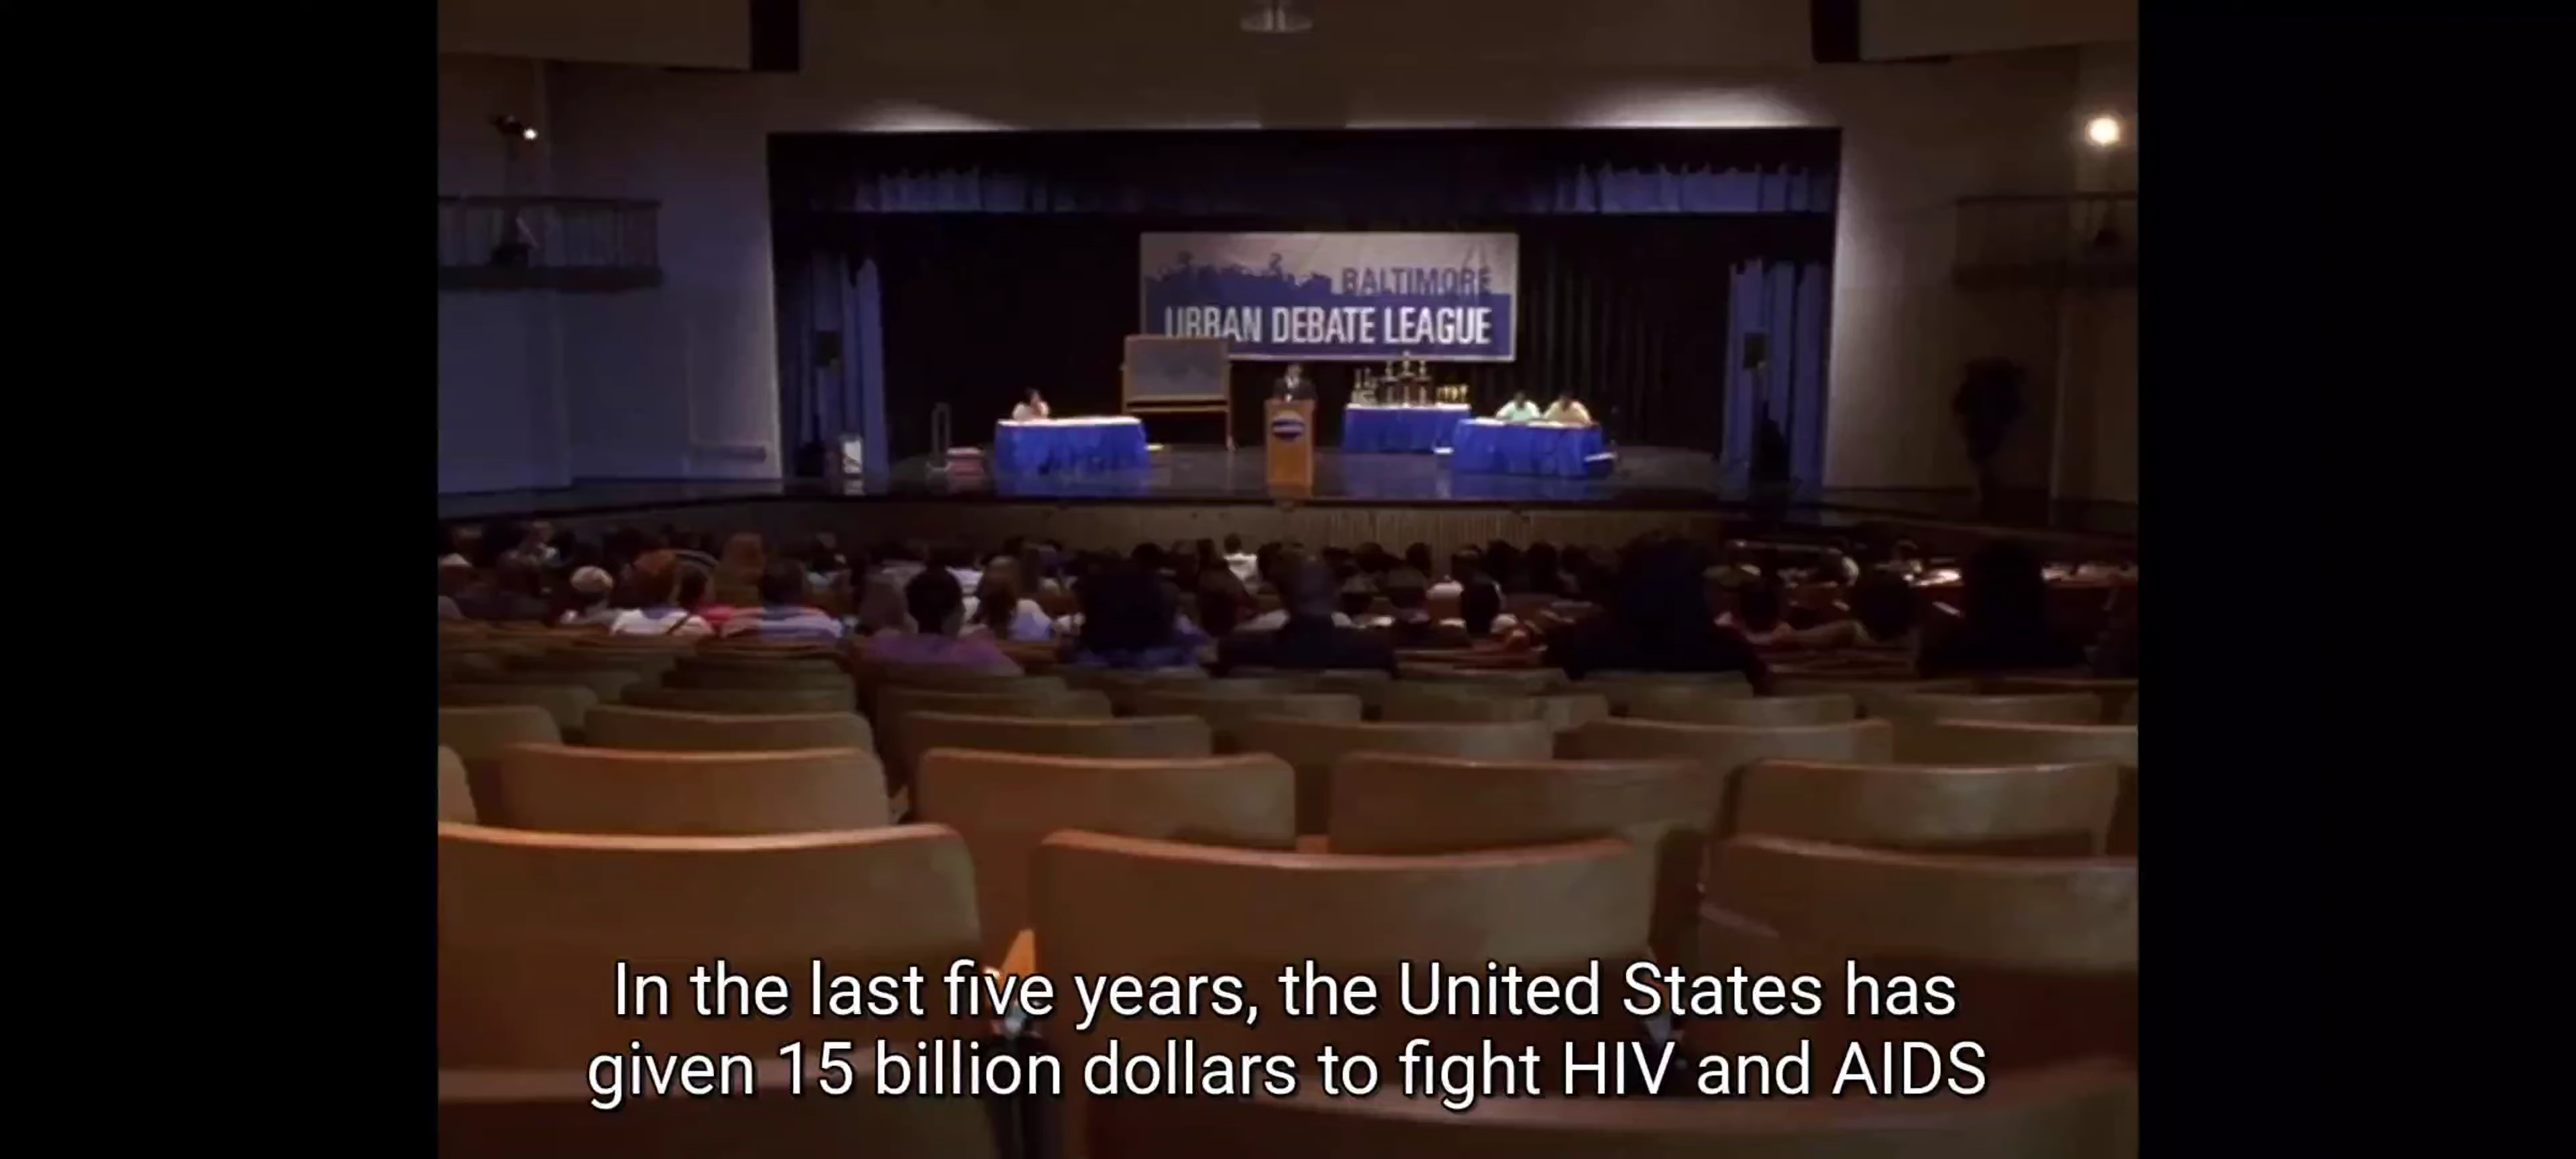 BALTIMORE
URBAN DEBATE LEAGUE
In the last five years, the United States has
given 15 billion dollars to fight HIV and AIDS